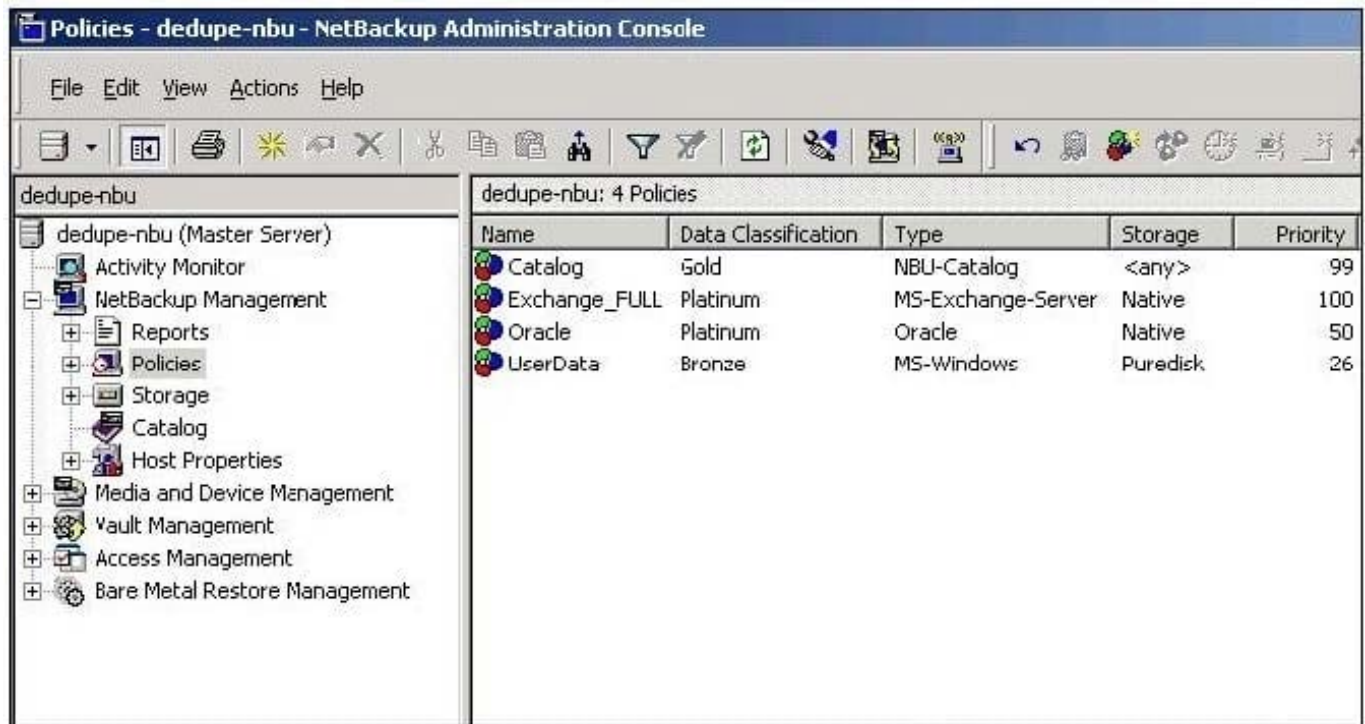 Policies - dedupe-nbu - NetBackup Administration Console
File Edit View Actions Help
dedupe-nbu
dedupe-nbu (Master Server)
Activity Monitor
NetBackup Management
Reports
Policies
Storage
Catalog
Host Properties
Media and Device Management
Vault Management
Access Management
Bare Metal Restore Management
dedupe-nbu: 4 Policies
Name Data Classification Type Storage Priority
Catalog Gold NBU-Catalog <any> 99
Exchange_FULL Platinum MS-Exchange-Server Native 100
Oracle Platinum Oracle Native 50
UserData Bronze MS-Windows Puredisk 26